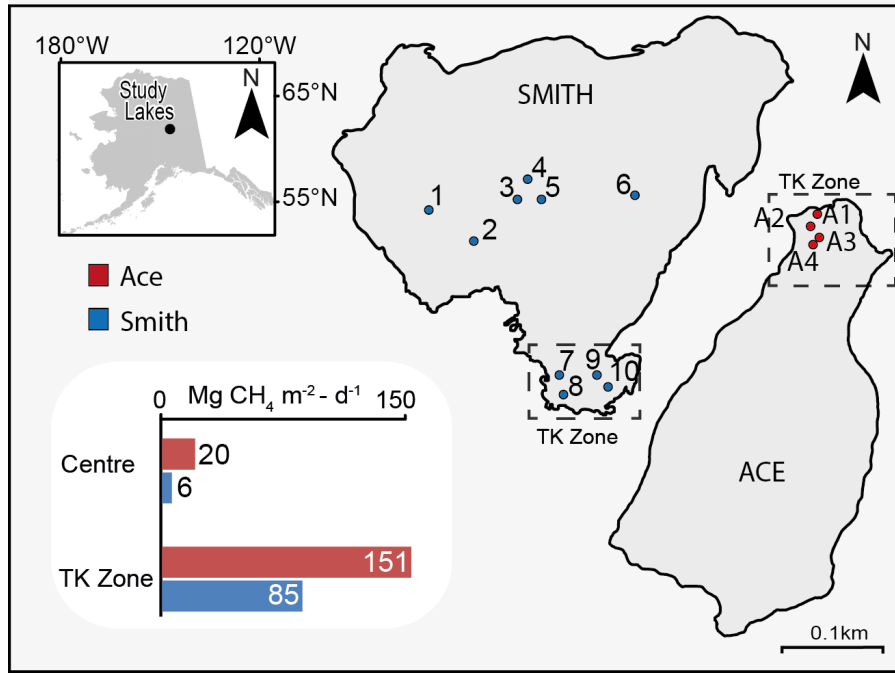 180°W
120°W
N
65°N
55°N
Study
Lakes
SMITH
N
1
2
3
4
5
6
TK Zone
A1
A2
A3
A4
Ace
Smith
7
8
9
10
TK Zone
ACE
0.1km
0 Mg CH₄ m⁻² - d⁻¹ 150
Centre
20
6
TK Zone
151
85